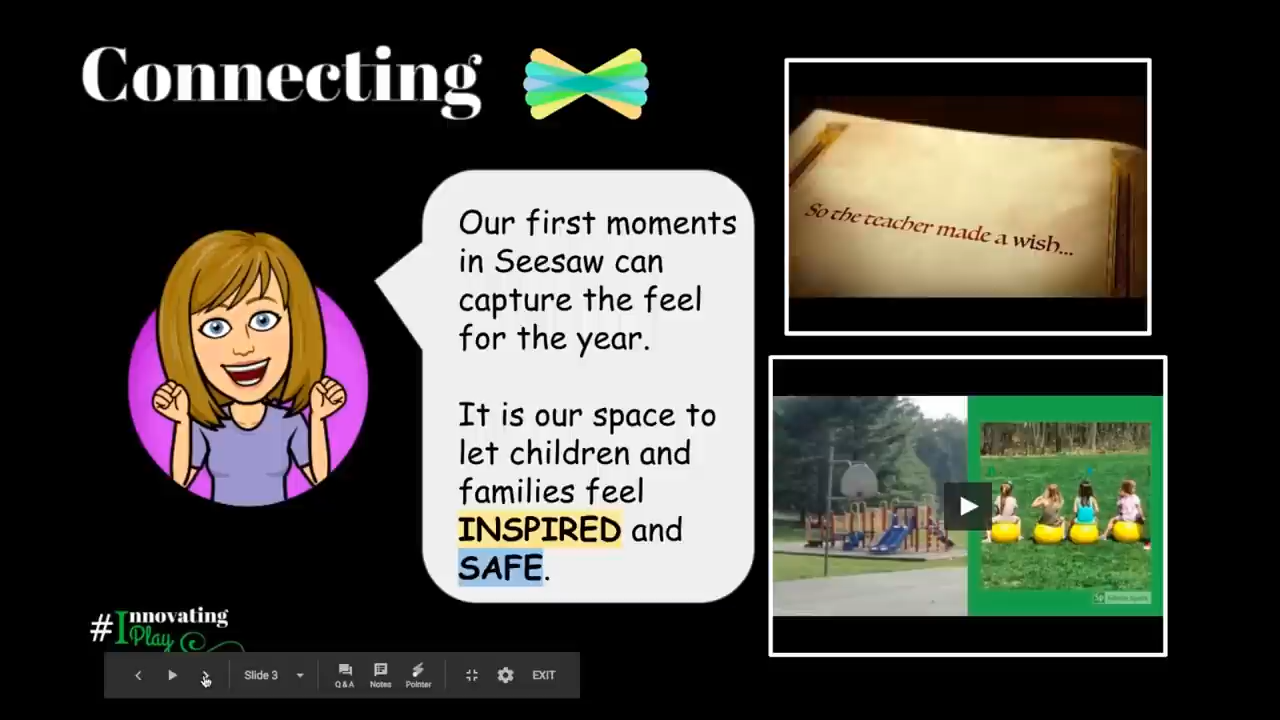 Connecting
So the teacher made a wish...
Our first moments
in Seesaw can
capture the feel
for the year.
It is our space to
let children and
families feel
INSPIRED and
SAFE.
#Innovating
Play
Slide 3
Q&A
Notes
Pointer
EXIT